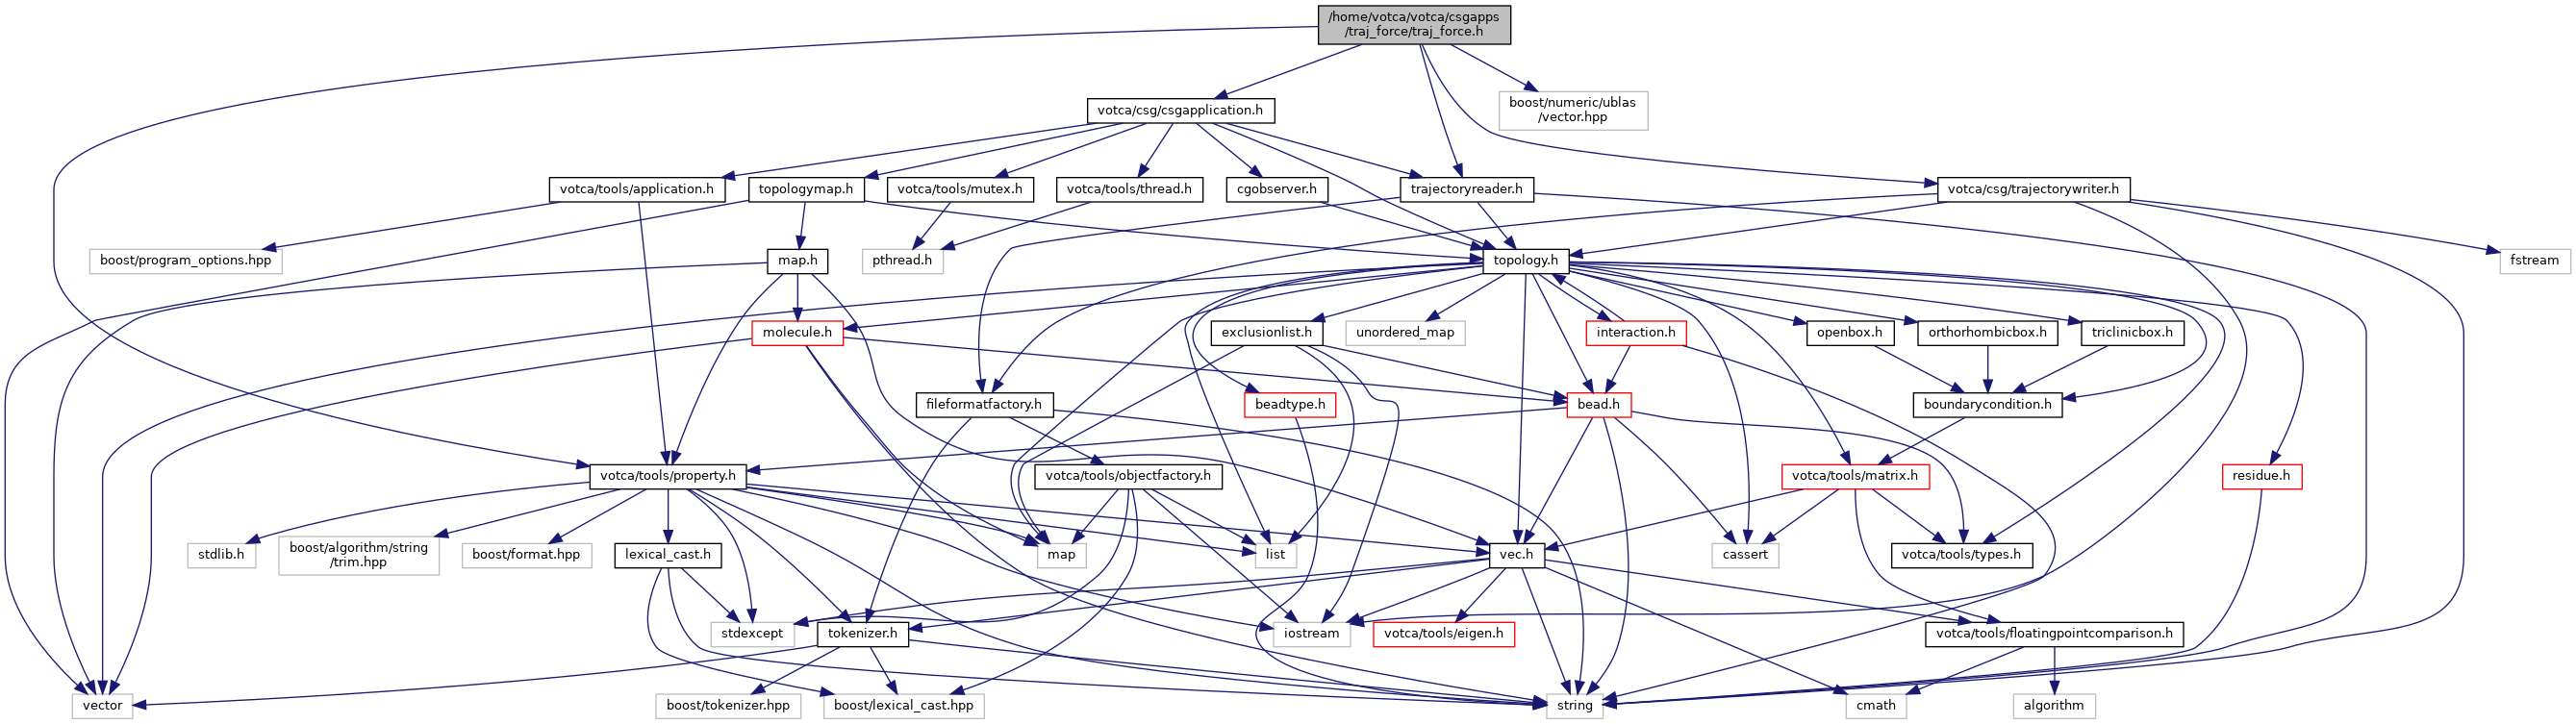 /home/votca/votca/csgapps
/traj_force/traj_force.h
votca/csg/csgapplication.h
boost/numeric/ublas
/vector.hpp
votca/tools/application.h
topologymap.h
votca/tools/mutex.h
votca/tools/thread.h
cgobserver.h
trajectoryreader.h
votca/csg/trajectorywriter.h
boost/program_options.hpp
map.h
pthread.h
topology.h
fstream
molecule.h
exclusionlist.h
unordered_map
interaction.h
openbox.h
orthorhombicbox.h
triclinicbox.h
fileformatfactory.h
beadtype.h
bead.h
boundarycondition.h
votca/tools/property.h
votca/tools/objectfactory.h
votca/tools/matrix.h
residue.h
stdlib.h
boost/algorithm/string
/trim.hpp
boost/format.hpp
lexical_cast.h
map
list
vec.h
cassert
votca/tools/types.h
stdexcept
tokenizer.h
iostream
votca/tools/eigen.h
votca/tools/floatingpointcomparison.h
vector
boost/tokenizer.hpp
boost/lexical_cast.hpp
string
cmath
algorithm